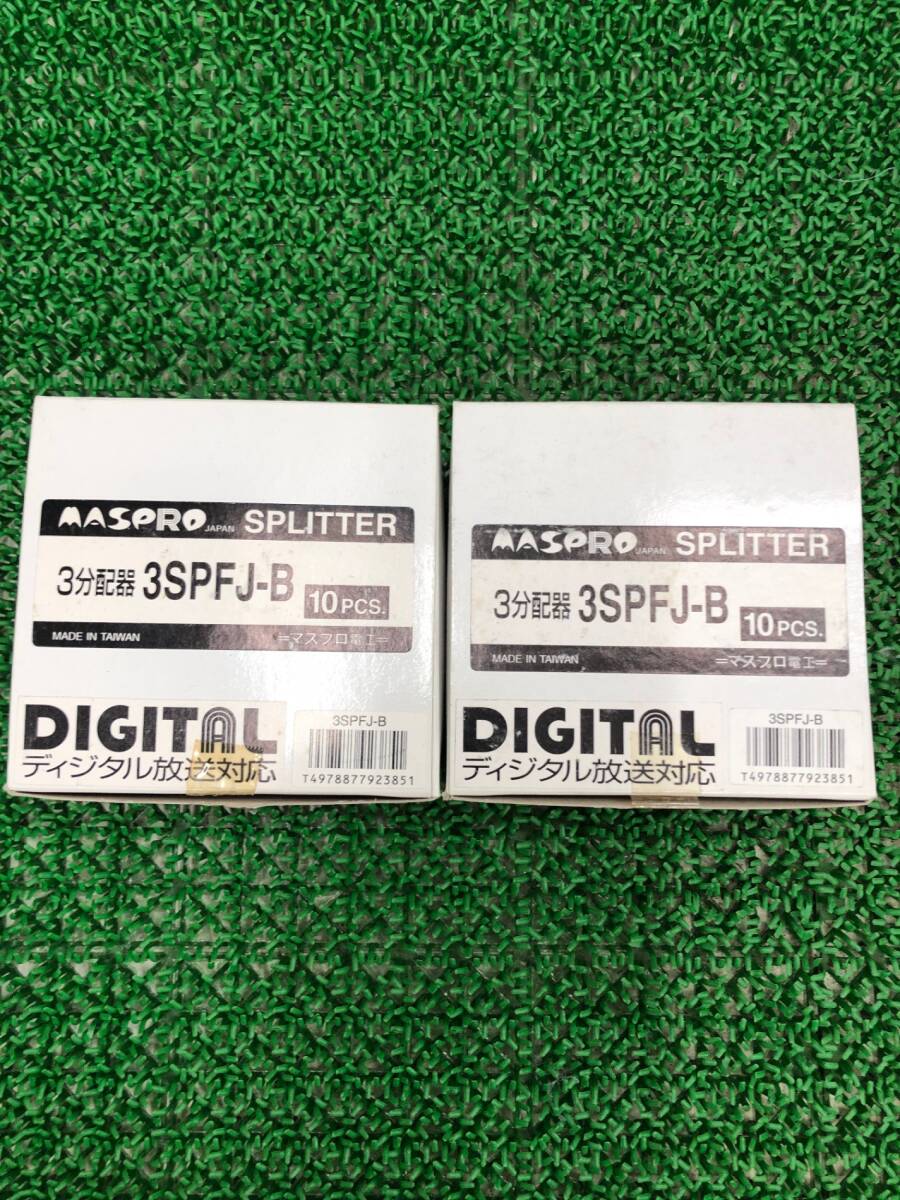 MASPRO JAPAN SPLITTER
3分配器 3SPFJ-B 10PCS.
MADE IN TAIWAN =マスプロ電工=
DIGITAL
ディジタル放送対応
3SPFJ-B
T4978877923851
MASPRO JAPAN SPLITTER
3分配器 3SPFJ-B 10PCS.
MADE IN TAIWAN =マスプロ電工=
DIGITAL
ディジタル放送対応
3SPFJ-B
T4978877923851